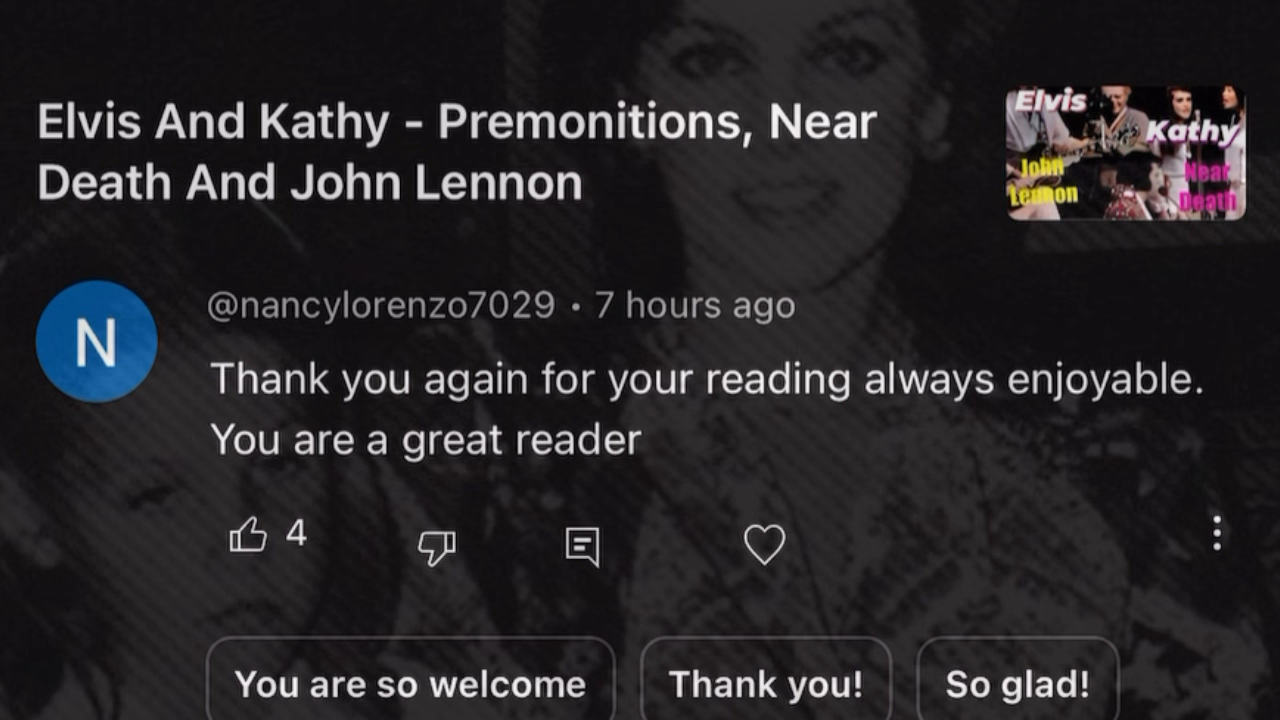 Elvis And Kathy - Premonitions, Near
Death And John Lennon
Elvis
Kathy
John
Lennon
Near
Death
N
@nancylorenzo7029 • 7 hours ago
Thank you again for your reading always enjoyable.
You are a great reader
4
You are so welcome
Thank you!
So glad!